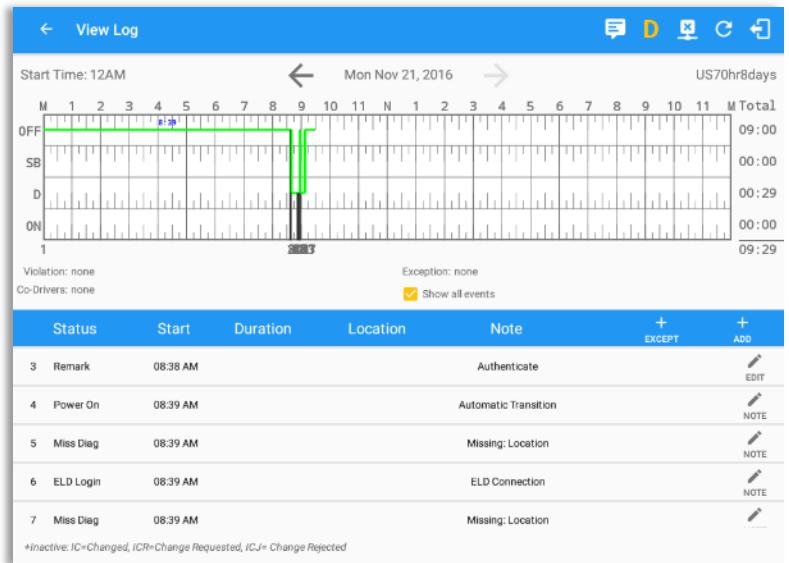 View Log D
Start Time: 12AM Mon Nov 21, 2016 US70hr8days
M 1 2 3 4 5 6 7 8 9 10 11 N 1 2 3 4 5 6 7 8 9 10 11 M Total
OFF 8:39 09:00
SB 00:00
D 00:29
ON 00:00
1 09:29
Violation: none Exception: none
Co-Drivers: none Show all events
Status Start Duration Location Note + EXCEPT + ADD
3 Remark 08:38 AM Authenticate EDIT
4 Power On 08:39 AM Automatic Transition NOTE
5 Miss Diag 08:39 AM Missing: Location NOTE
6 ELD Login 08:39 AM ELD Connection NOTE
7 Miss Diag 08:39 AM Missing: Location
+Inactive: IC=Changed, ICR=Change Requested, ICJ= Change Rejected